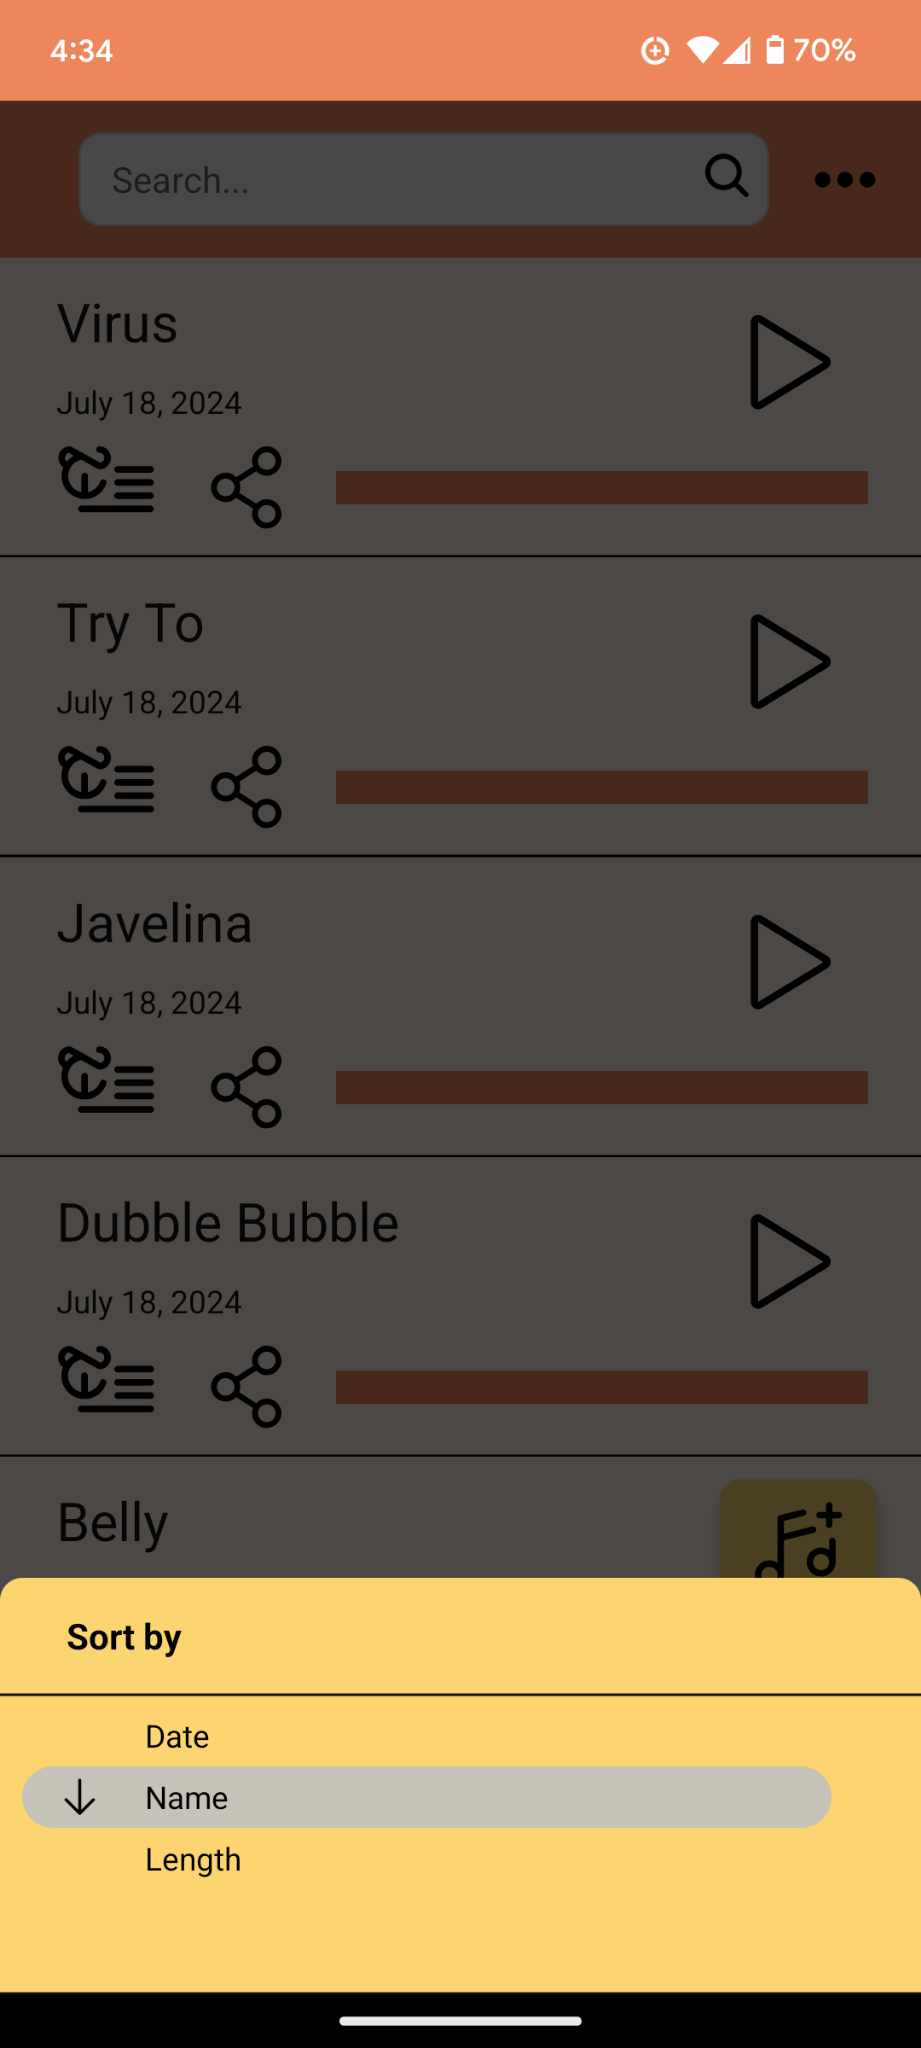 4:34
70%
Search...
Virus
July 18, 2024
Try To
July 18, 2024
Javelina
July 18, 2024
Dubble Bubble
July 18, 2024
Belly
Sort by
Date
Name
Length